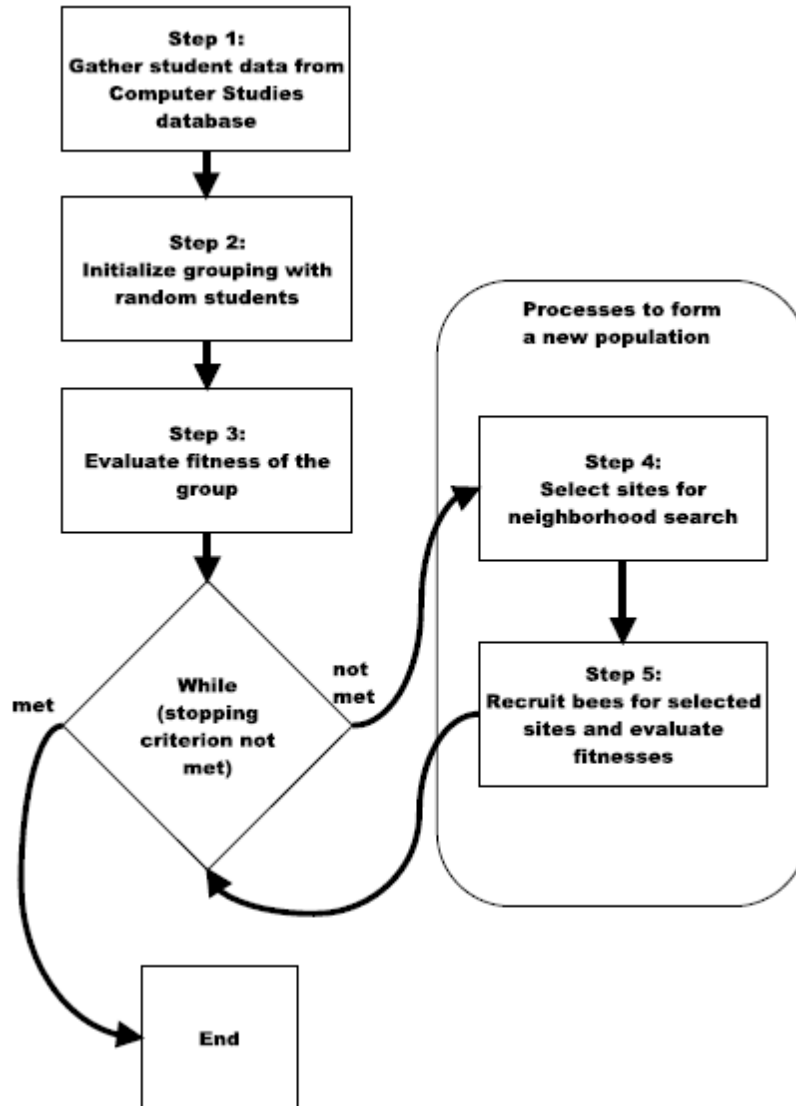 Step 1:
Gather student data from
Computer Studies
database
Step 2:
Initialize grouping with
random students
Step 3:
Evaluate fitness of the
group
While
(stopping
criterion not
met)
met
not
met
Processes to form
a new population
Step 4:
Select sites for
neighborhood search
Step 5:
Recruit bees for selected
sites and evaluate
fitnesses
End